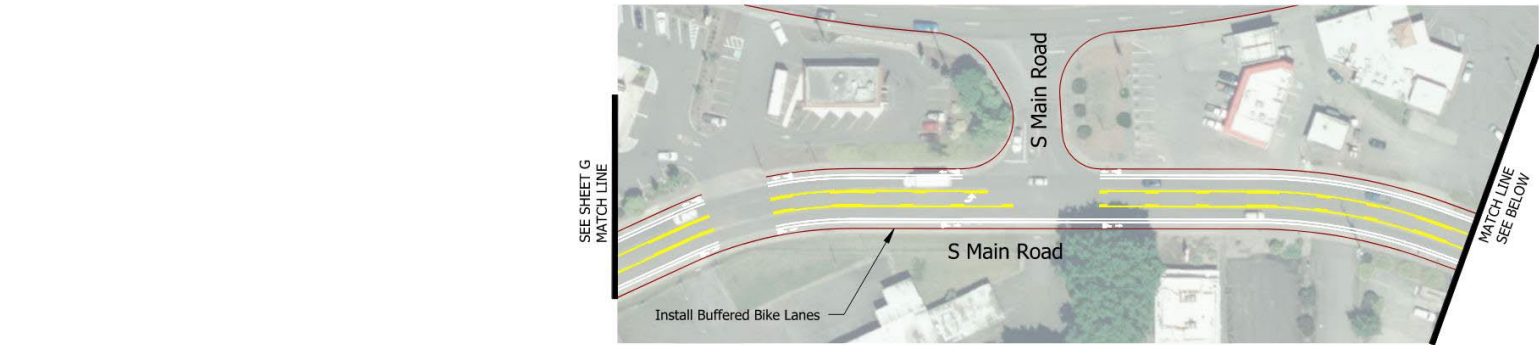 SEE SHEET G
MATCH LINE
S Main Road
S Main Road
Install Buffered Bike Lanes
MATCH LINE
SEE BELOW